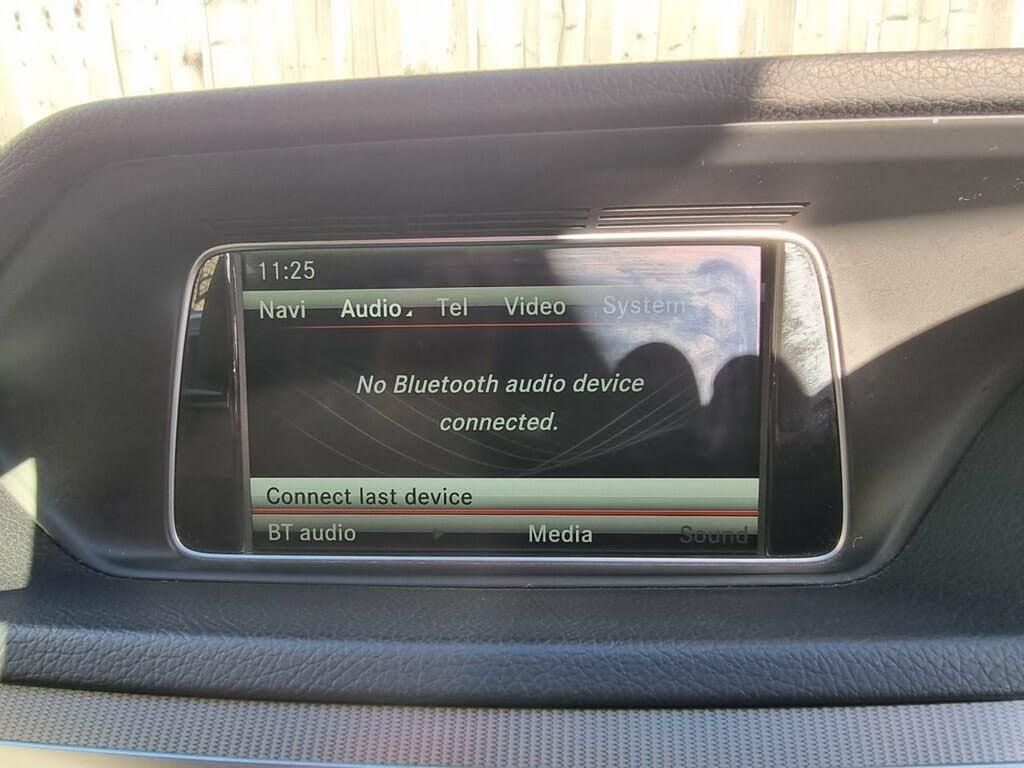 11:25
Navi Audio Tel Video System
No Bluetooth audio device
connected.
Connect last device
BT audio Media Sound